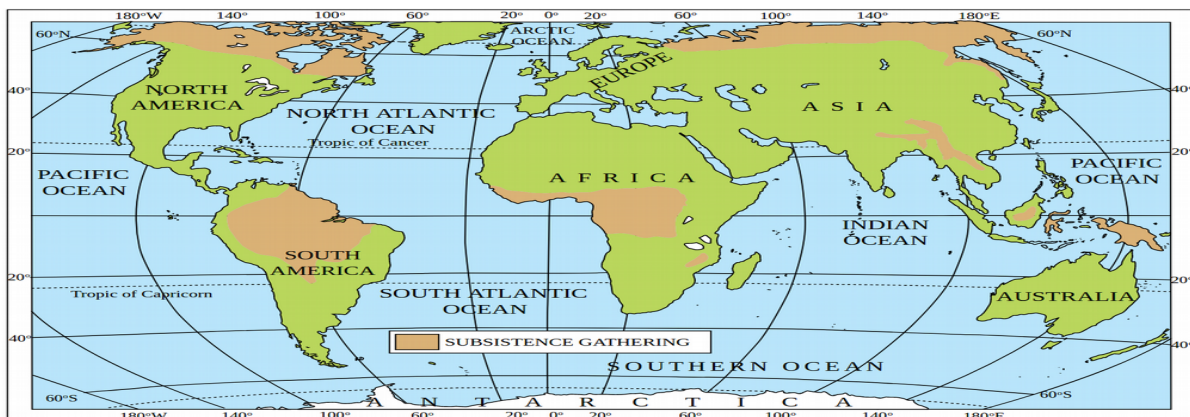 180°W 140° 100° 60° 20° 0° 20° 60° 100° 140° 180°E
ARCTIC
OCEAN
60°N
60°N
EUROPE
NORTH
AMERICA
ASIA
40°
40°
NORTH ATLANTIC
OCEAN
Tropic of Cancer
20°
20°
PACIFIC
OCEAN
AFRICA
PACIFIC
OCEAN
INDIAN
OCEAN
SOUTH
AMERICA
20°
20°
Tropic of Capricorn
SOUTH ATLANTIC
OCEAN
AUSTRALIA
40°
40°
SUBSISTENCE GATHERING
SOUTHERN OCEAN
60°S
60°S
ANTARCTICA
180°W 140° 100° 60° 20° 0° 20° 60° 100° 140° 180°E